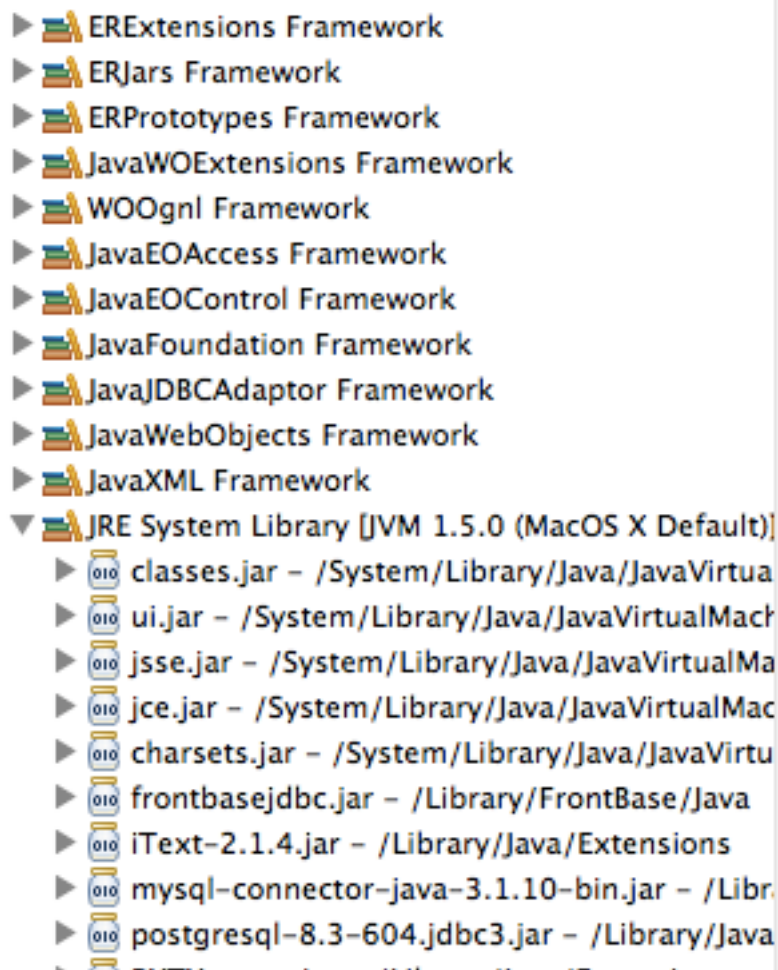 ERExtensions Framework
ERJars Framework
ERPrototypes Framework
JavaWOExtensions Framework
WOOgnl Framework
JavaEOAccess Framework
JavaEOControl Framework
JavaFoundation Framework
JavaJDBCAdaptor Framework
JavaWebObjects Framework
JavaXML Framework
JRE System Library [JVM 1.5.0 (MacOS X Default)]
classes.jar – /System/Library/Java/JavaVirtua
ui.jar – /System/Library/Java/JavaVirtualMach
jsse.jar – /System/Library/Java/JavaVirtualMa
jce.jar – /System/Library/Java/JavaVirtualMac
charsets.jar – /System/Library/Java/JavaVirtu
frontbasejdbc.jar – /Library/FrontBase/Java
iText-2.1.4.jar – /Library/Java/Extensions
mysql-connector-java-3.1.10-bin.jar – /Libr
postgresql-8.3-604.jdbc3.jar – /Library/Java